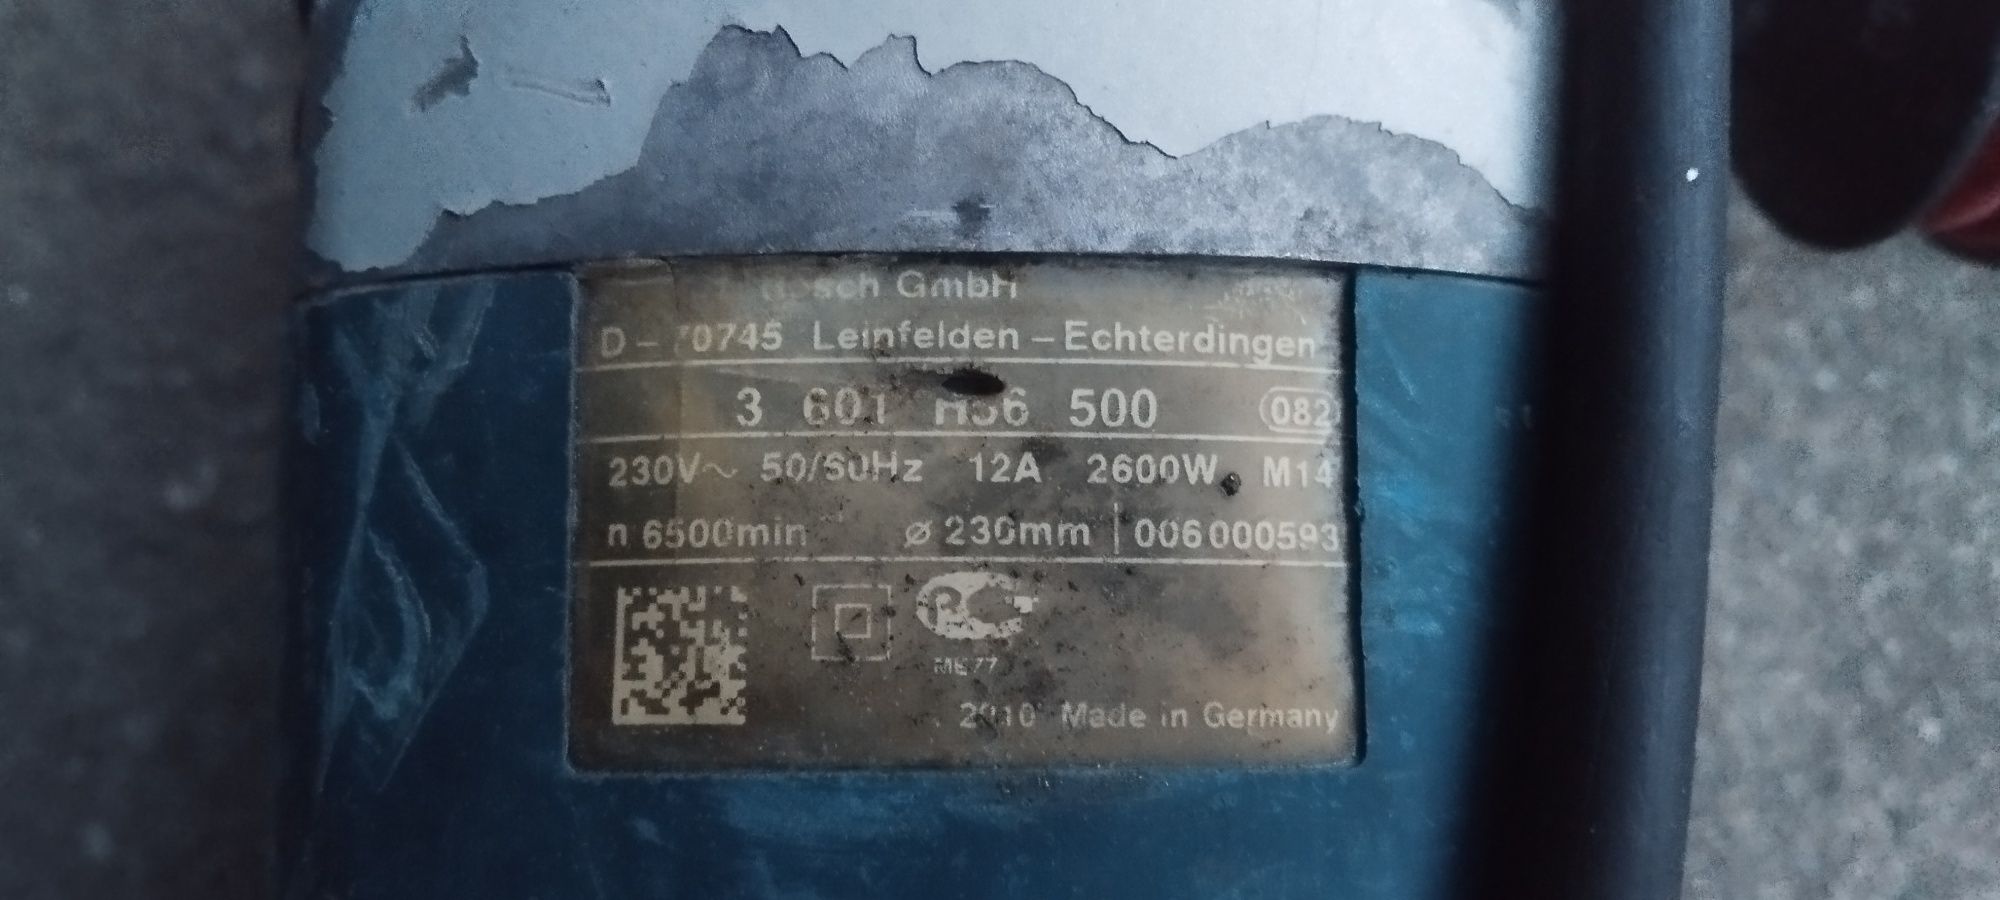 Bosch GmbH
D - 70745 Leinfelden - Echterdingen
3 601 H56 500 082
230V~ 50/60Hz 12A 2600W M14
n 6500min ⌀ 230mm | 006000593
ME77
2010 Made in Germany